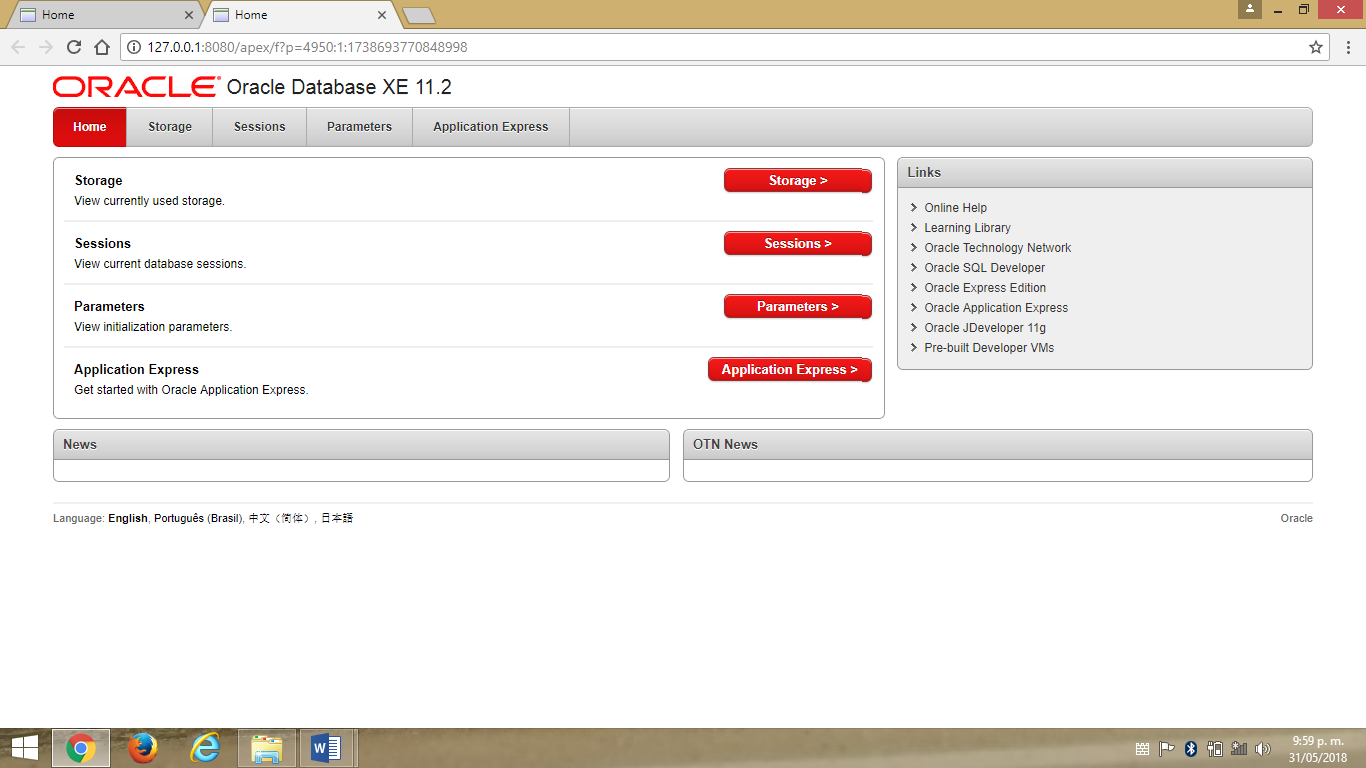 Home
Home
127.0.0.1:8080/apex/f?p=4950:1:1738693770848998
ORACLE® Oracle Database XE 11.2
Home Storage Sessions Parameters Application Express
Storage
View currently used storage.
Storage >
Sessions
View current database sessions.
Sessions >
Parameters
View initialization parameters.
Parameters >
Application Express
Get started with Oracle Application Express.
Application Express >
Links
Online Help
Learning Library
Oracle Technology Network
Oracle SQL Developer
Oracle Express Edition
Oracle Application Express
Oracle JDeveloper 11g
Pre-built Developer VMs
News
OTN News
Language: English, Português (Brasil), 中文（简体）, 日本語
Oracle
9:59 p. m.
31/05/2018